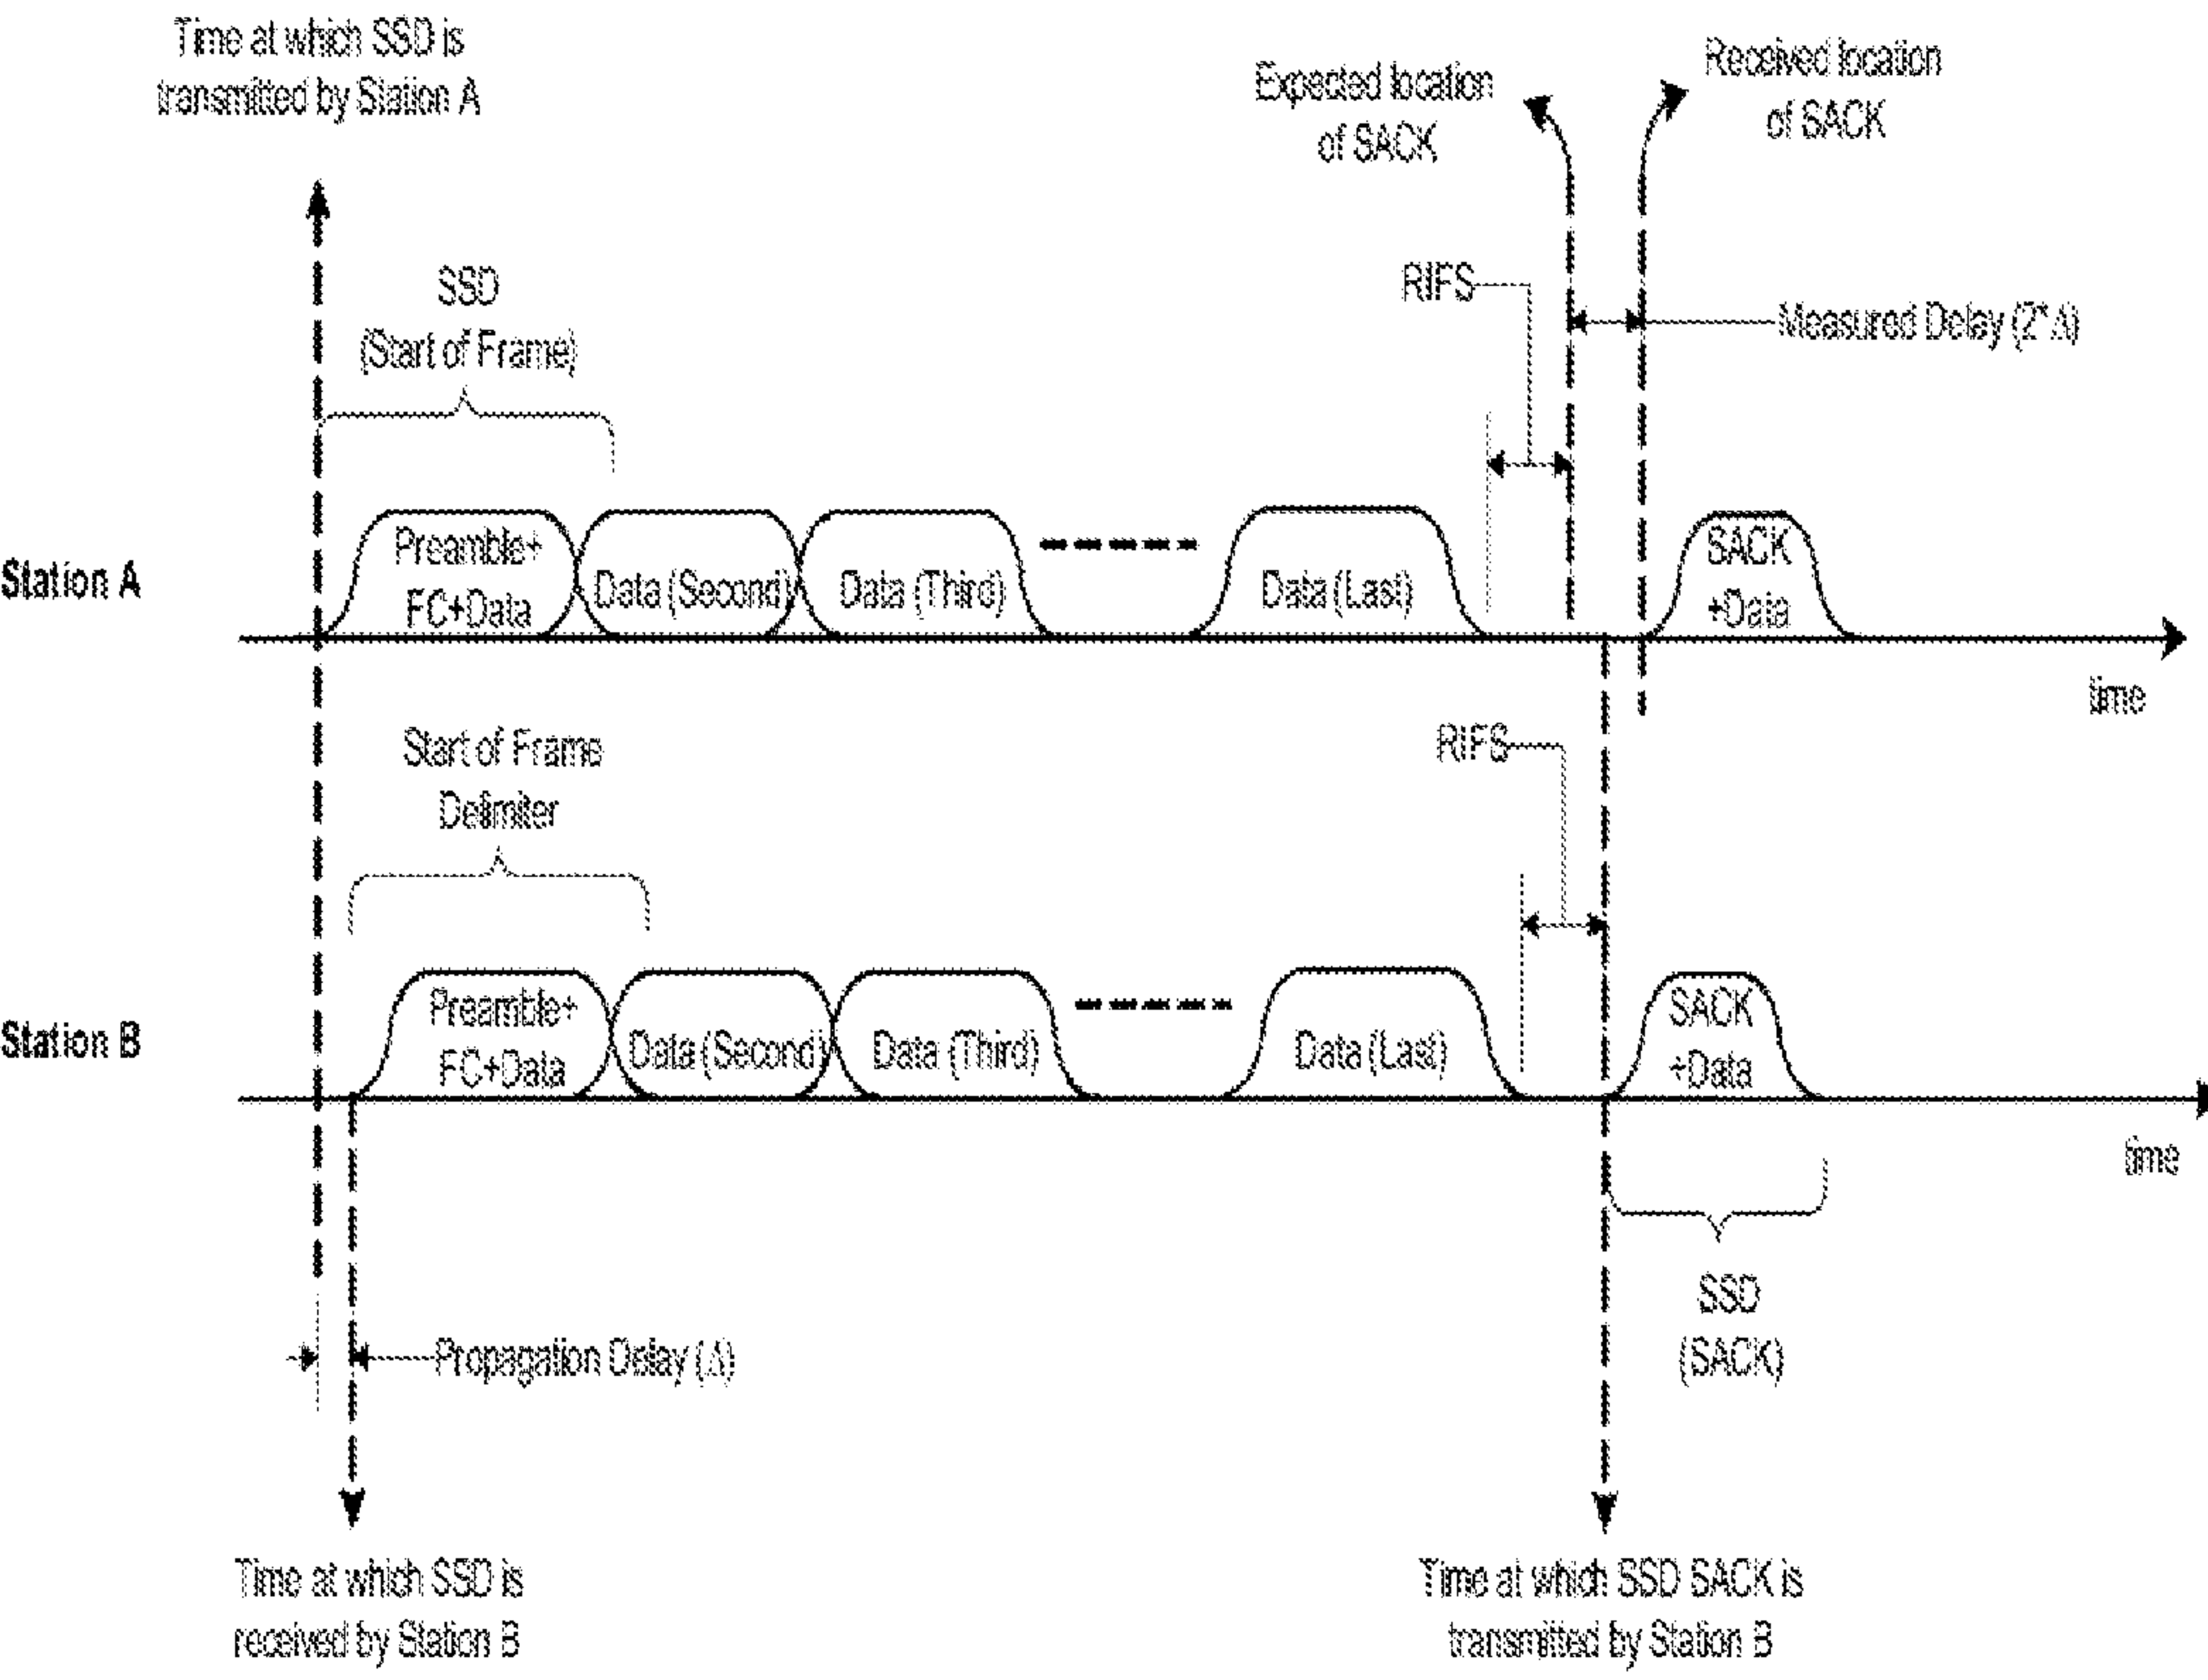 Time at which SSD is
transmitted by Station A
Expected location
of SACK
Received location
of SACK
SSD
(Start of Frame)
RIFS
Measured Delay (2*Δ)
Station A
Preamble+
FC+Data
Data (Second)
Data (Third)
Data (Last)
SACK
+Data
time
Start of Frame
Delimiter
RIFS
Station B
Preamble+
FC+Data
Data (Second)
Data (Third)
Data (Last)
SACK
+Data
time
SSD
(SACK)
Propagation Delay (Δ)
Time at which SSD is
received by Station B
Time at which SSD SACK is
transmitted by Station B